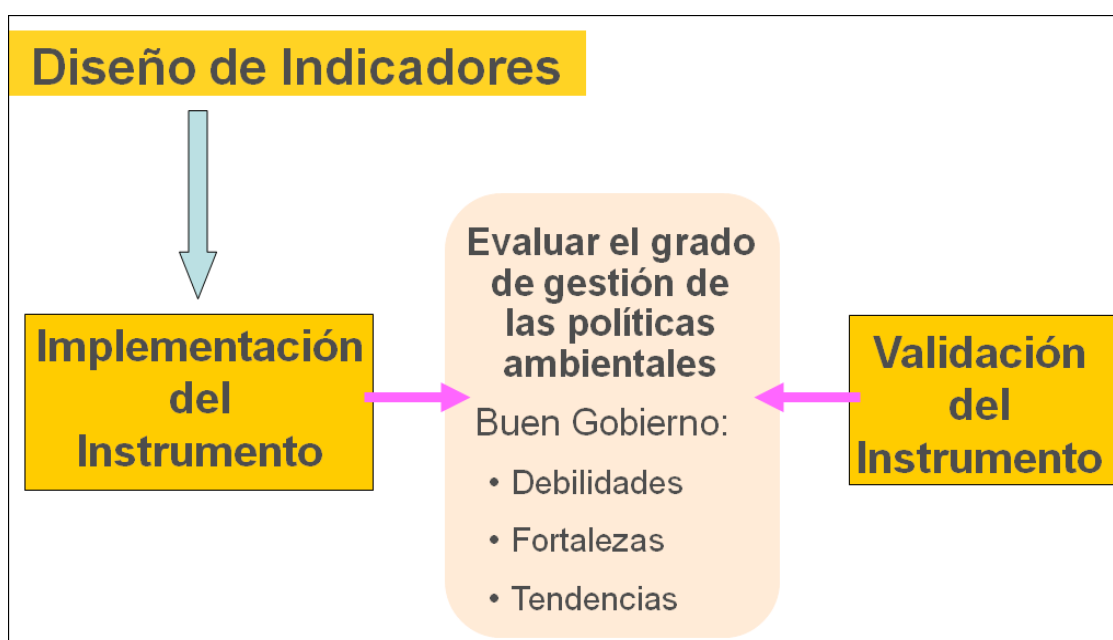 Diseño de Indicadores
Implementación
del
Instrumento
Evaluar el grado
de gestión de
las políticas
ambientales
Buen Gobierno:
• Debilidades
• Fortalezas
• Tendencias
Validación
del
Instrumento